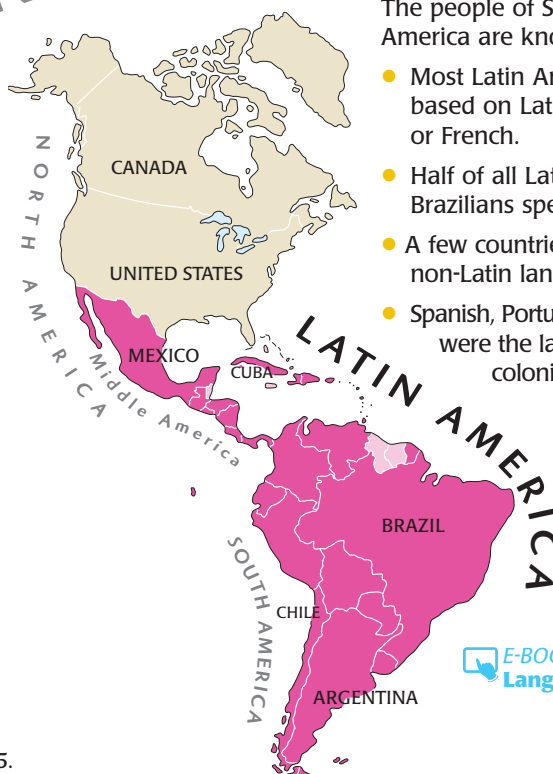 The people of S
America are kno
• Most Latin Ar
based on Lat
or French.
• Half of all Lat
Brazilians spe
• A few countrie
non-Latin lan
• Spanish, Portu
were the la
coloni
NORTH AMERICA
CANADA
UNITED STATES
MEXICO
CUBA
Middle America
LATIN AMERICA
BRAZIL
SOUTH AMERICA
CHILE
ARGENTINA
E-BOO
Lang
5.